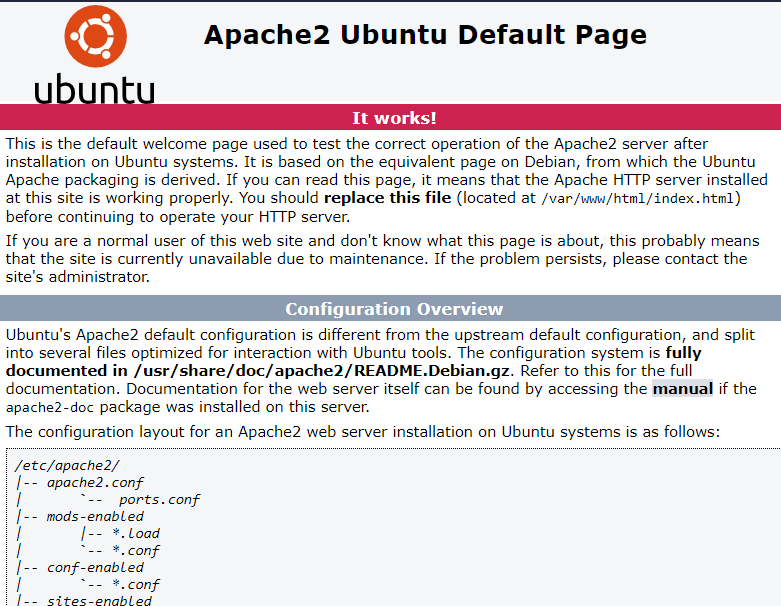 Apache2 Ubuntu Default Page
ubuntu
It works!
This is the default welcome page used to test the correct operation of the Apache2 server after
installation on Ubuntu systems. It is based on the equivalent page on Debian, from which the Ubuntu
Apache packaging is derived. If you can read this page, it means that the Apache HTTP server installed
at this site is working properly. You should replace this file (located at /var/www/html/index.html)
before continuing to operate your HTTP server.
If you are a normal user of this web site and don't know what this page is about, this probably means
that the site is currently unavailable due to maintenance. If the problem persists, please contact the
site's administrator.
Configuration Overview
Ubuntu's Apache2 default configuration is different from the upstream default configuration, and split
into several files optimized for interaction with Ubuntu tools. The configuration system is fully
documented in /usr/share/doc/apache2/README.Debian.gz. Refer to this for the full
documentation. Documentation for the web server itself can be found by accessing the manual if the
apache2-doc package was installed on this server.
The configuration layout for an Apache2 web server installation on Ubuntu systems is as follows:
/etc/apache2/
|-- apache2.conf
|       `--  ports.conf
|-- mods-enabled
|       |-- *.load
|       `-- *.conf
|-- conf-enabled
|       `-- *.conf
|-- sites-enabled